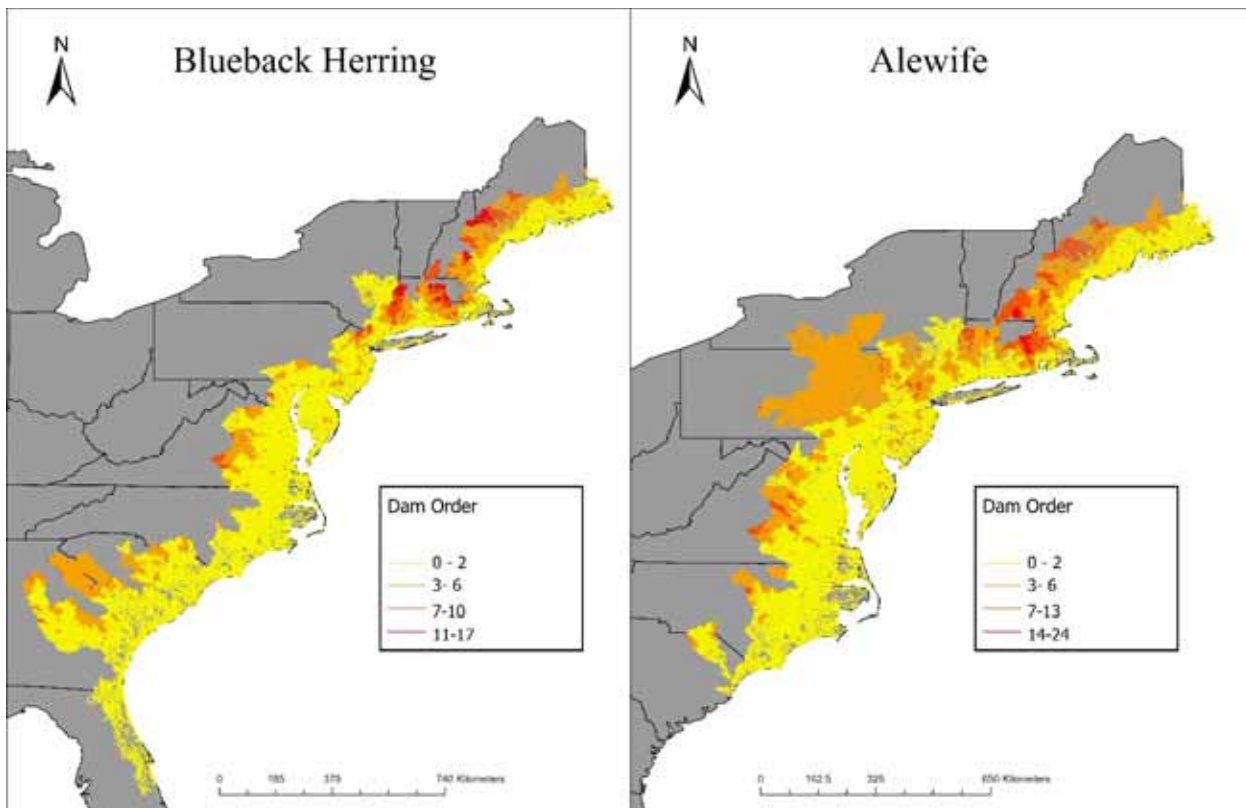 N
Blueback Herring
Dam Order
0 - 2
3- 6
7-10
11-17
0 185 370 740 Kilometers
N
Alewife
Dam Order
0 - 2
3- 6
7-13
14-24
0 162.5 325 650 Kilometers